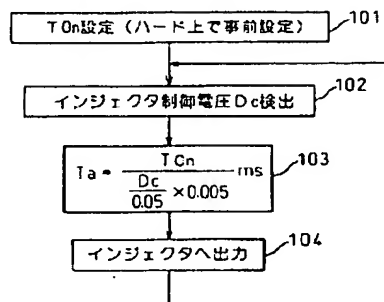 TOn設定(ハード上で事前設定)
101
インジェクタ制御電圧Dc検出
102
Ta = TOn / (Dc / 0.05 × 0.005) ms
103
インジェクタへ出力
104